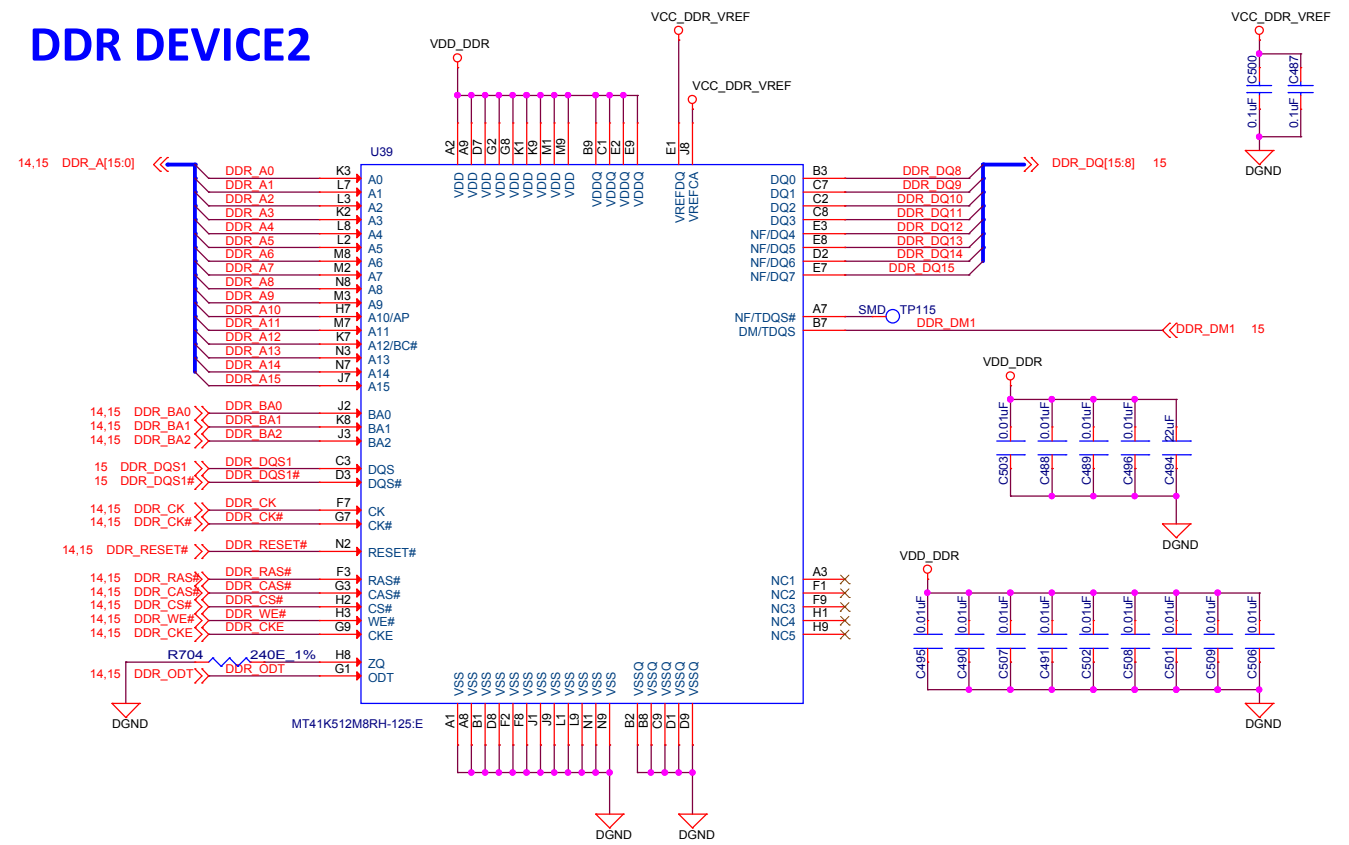 DDR DEVICE2
VDD_DDR
VCC_DDR_VREF
VCC_DDR_VREF
VCC_DDR_VREF
C500
C487
0.1uF
0.1uF
DGND
U39
A2 A9 D7 G2 G8 K1 K9 M1 M9 B9 C1 E2 E9 E1 J8
VDD VDD VDD VDD VDD VDD VDD VDD VDD VDDQ VDDQ VDDQ VDDQ VREFDQ VREFCA
14,15 DDR_A[15:0]
DDR_A0 K3 A0
DDR_A1 L7 A1
DDR_A2 L3 A2
DDR_A3 K2 A3
DDR_A4 L8 A4
DDR_A5 L2 A5
DDR_A6 M8 A6
DDR_A7 M2 A7
DDR_A8 N8 A8
DDR_A9 M3 A9
DDR_A10 H7 A10/AP
DDR_A11 M7 A11
DDR_A12 K7 A12/BC#
DDR_A13 N3 A13
DDR_A14 N7 A14
DDR_A15 J7 A15
14,15 DDR_BA0 DDR_BA0 J2 BA0
14,15 DDR_BA1 DDR_BA1 K8 BA1
14,15 DDR_BA2 DDR_BA2 J3 BA2
15 DDR_DQS1 DDR_DQS1 C3 DQS
15 DDR_DQS1# DDR_DQS1# D3 DQS#
14,15 DDR_CK DDR_CK F7 CK
14,15 DDR_CK# DDR_CK# G7 CK#
14,15 DDR_RESET# DDR_RESET# N2 RESET#
14,15 DDR_RAS# DDR_RAS# F3 RAS#
14,15 DDR_CAS# DDR_CAS# G3 CAS#
14,15 DDR_CS# DDR_CS# H2 CS#
14,15 DDR_WE# DDR_WE# H3 WE#
14,15 DDR_CKE DDR_CKE G9 CKE
R704 240E_1% H8 ZQ
14,15 DDR_ODT DDR_ODT G1 ODT
DGND
MT41K512M8RH-125:E
DQ0 B3 DDR_DQ8
DQ1 C7 DDR_DQ9
DQ2 C2 DDR_DQ10
DQ3 C8 DDR_DQ11
NF/DQ4 E3 DDR_DQ12
NF/DQ5 E8 DDR_DQ13
NF/DQ6 D2 DDR_DQ14
NF/DQ7 E7 DDR_DQ15
DDR_DQ[15:8] 15
NF/TDQS# A7 SMD TP115
DM/TDQS B7 DDR_DM1 DDR_DM1 15
NC1 A3
NC2 F1
NC3 F9
NC4 H1
NC5 H9
VSS VSS VSS VSS VSS VSS VSS VSS VSS VSS VSS VSS VSSQ VSSQ VSSQ VSSQ VSSQ
A1 A8 B1 D8 F2 F8 J1 J9 L1 L9 N1 N9 B2 B8 C9 D1 D9
DGND
DGND
VDD_DDR
0.01uF 0.01uF 0.01uF 0.01uF 22uF
C503 C488 C489 C496 C494
DGND
VDD_DDR
0.01uF 0.01uF 0.01uF 0.01uF 0.01uF 0.01uF 0.01uF 0.01uF 0.01uF
C495 C490 C507 C491 C502 C508 C501 C509 C506
DGND